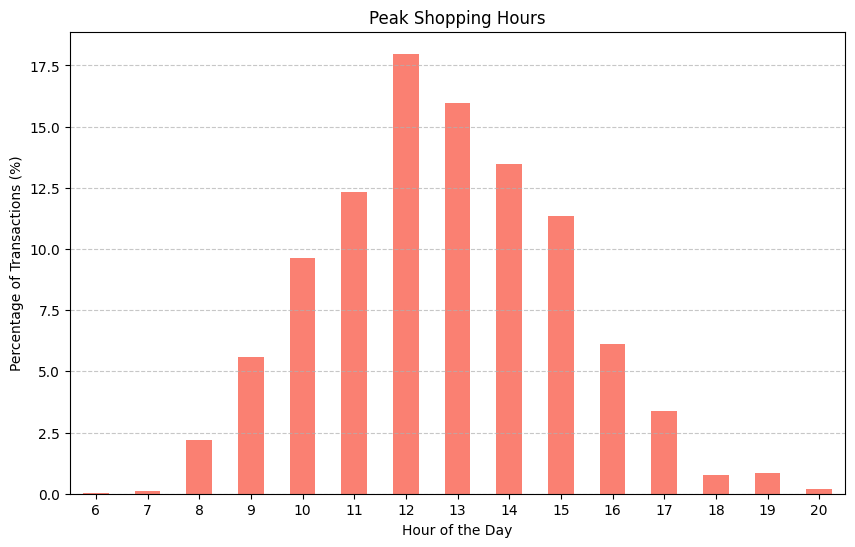 Peak Shopping Hours
Percentage of Transactions (%)
17.5
15.0
12.5
10.0
7.5
5.0
2.5
0.0
6 7 8 9 10 11 12 13 14 15 16 17 18 19 20
Hour of the Day